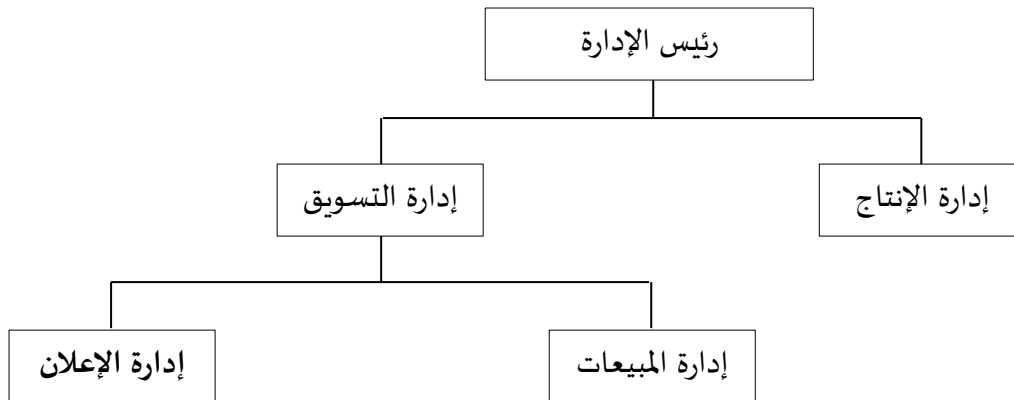 رئيس الإدارة
إدارة الإنتاج
إدارة التسويق
إدارة المبيعات
إدارة الإعلان